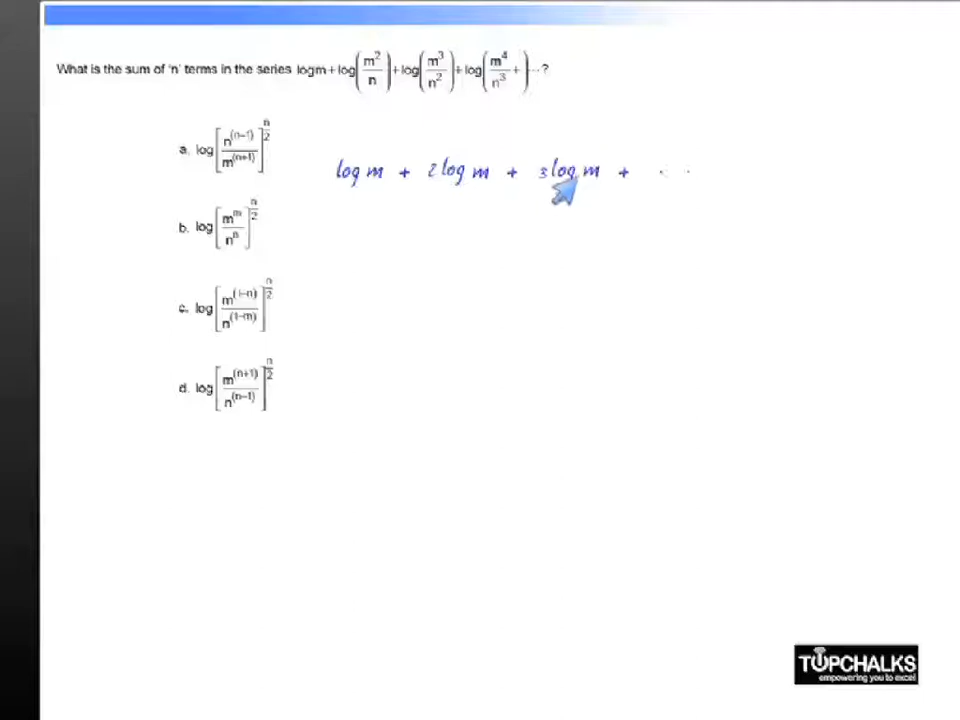 What is the sum of 'n' terms in the series logm + log(m²/n) + log(m³/n²) + log(m⁴/n³ + )...?
a. log[n⁽ⁿ⁻¹⁾/m⁽ⁿ⁺¹⁾]^(n/2)
log m + 2 log m + 3 log m + . .
b. log[mᵐ/nⁿ]^(n/2)
c. log[m⁽¹⁻ⁿ⁾/n⁽¹⁻ᵐ⁾]^(n/2)
d. log[m⁽ⁿ⁺¹⁾/n⁽ⁿ⁻¹⁾]^(n/2)
TOPCHALKS
empowering you to excel